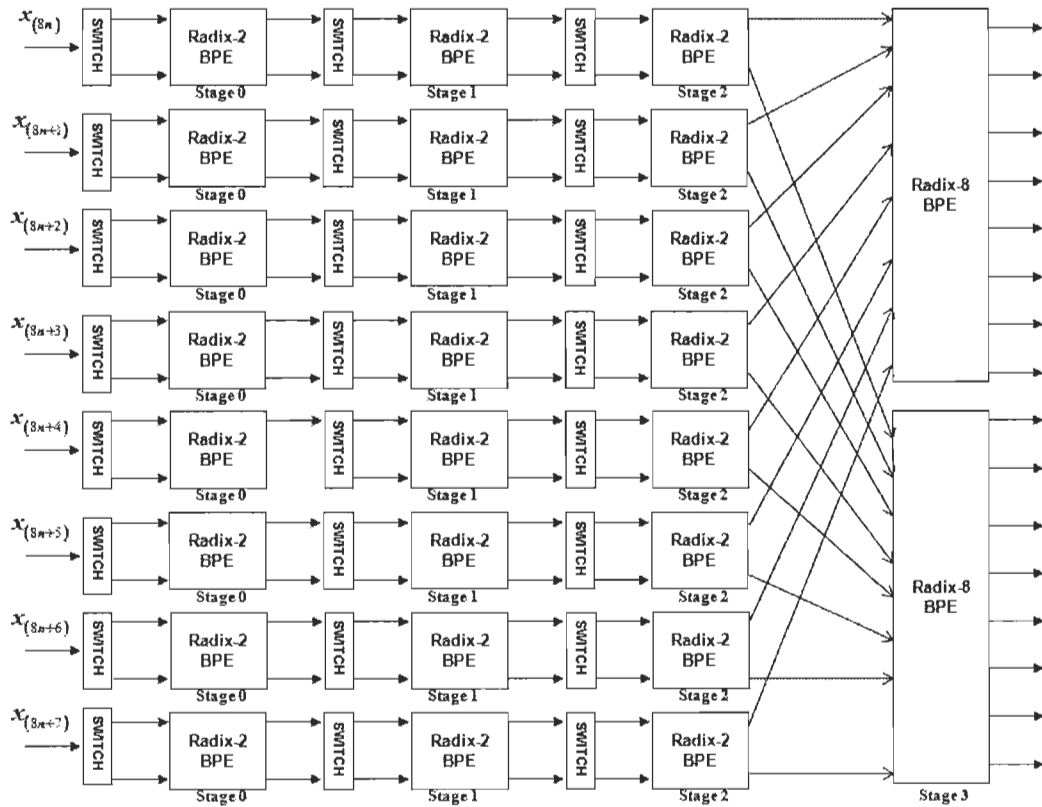 x(8n)
SWITCH
Radix-2
BPE
Stage 0
SWITCH
Radix-2
BPE
Stage 1
SWITCH
Radix-2
BPE
Stage 2
x(8n+1)
SWITCH
Radix-2
BPE
Stage 0
SWITCH
Radix-2
BPE
Stage 1
SWITCH
Radix-2
BPE
Stage 2
x(8n+2)
SWITCH
Radix-2
BPE
Stage 0
SWITCH
Radix-2
BPE
Stage 1
SWITCH
Radix-2
BPE
Stage 2
x(8n+3)
SWITCH
Radix-2
BPE
Stage 0
SWITCH
Radix-2
BPE
Stage 1
SWITCH
Radix-2
BPE
Stage 2
x(8n+4)
SWITCH
Radix-2
BPE
Stage 0
SWITCH
Radix-2
BPE
Stage 1
SWITCH
Radix-2
BPE
Stage 2
x(8n+5)
SWITCH
Radix-2
BPE
Stage 0
SWITCH
Radix-2
BPE
Stage 1
SWITCH
Radix-2
BPE
Stage 2
x(8n+6)
SWITCH
Radix-2
BPE
Stage 0
SWITCH
Radix-2
BPE
Stage 1
SWITCH
Radix-2
BPE
Stage 2
x(8n+7)
SWITCH
Radix-2
BPE
Stage 0
SWITCH
Radix-2
BPE
Stage 1
SWITCH
Radix-2
BPE
Stage 2
Radix-8
BPE
Radix-8
BPE
Stage 3